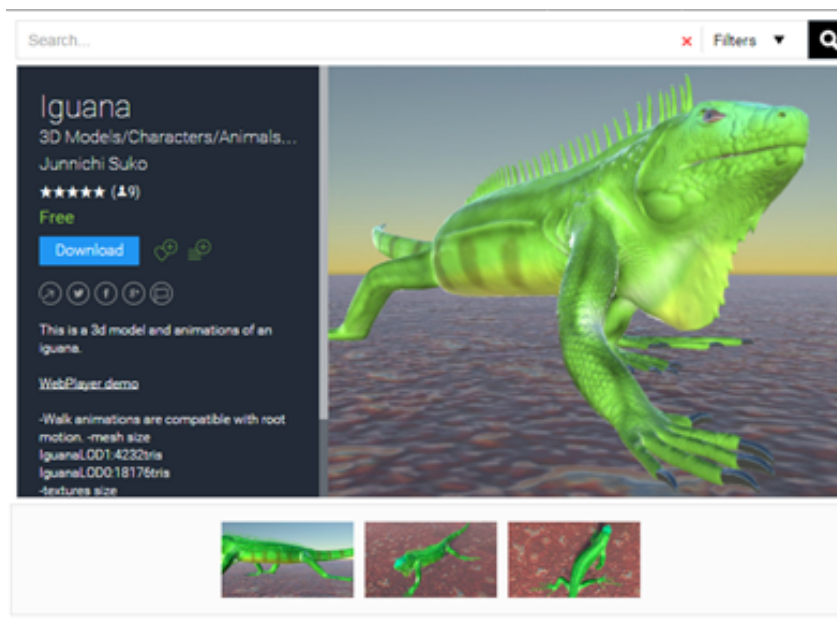 Search...
Filters
Iguana
3D Models/Characters/Animals...
Junnichi Suko
★★★★★ (9)
Free
Download
This is a 3d model and animations of an
iguana.
WebPlayer demo
-Walk animations are compatible with root
motion. -mesh size
IguanaLOD1:4232tris
IguanaLOD0:18176tris
-textures size